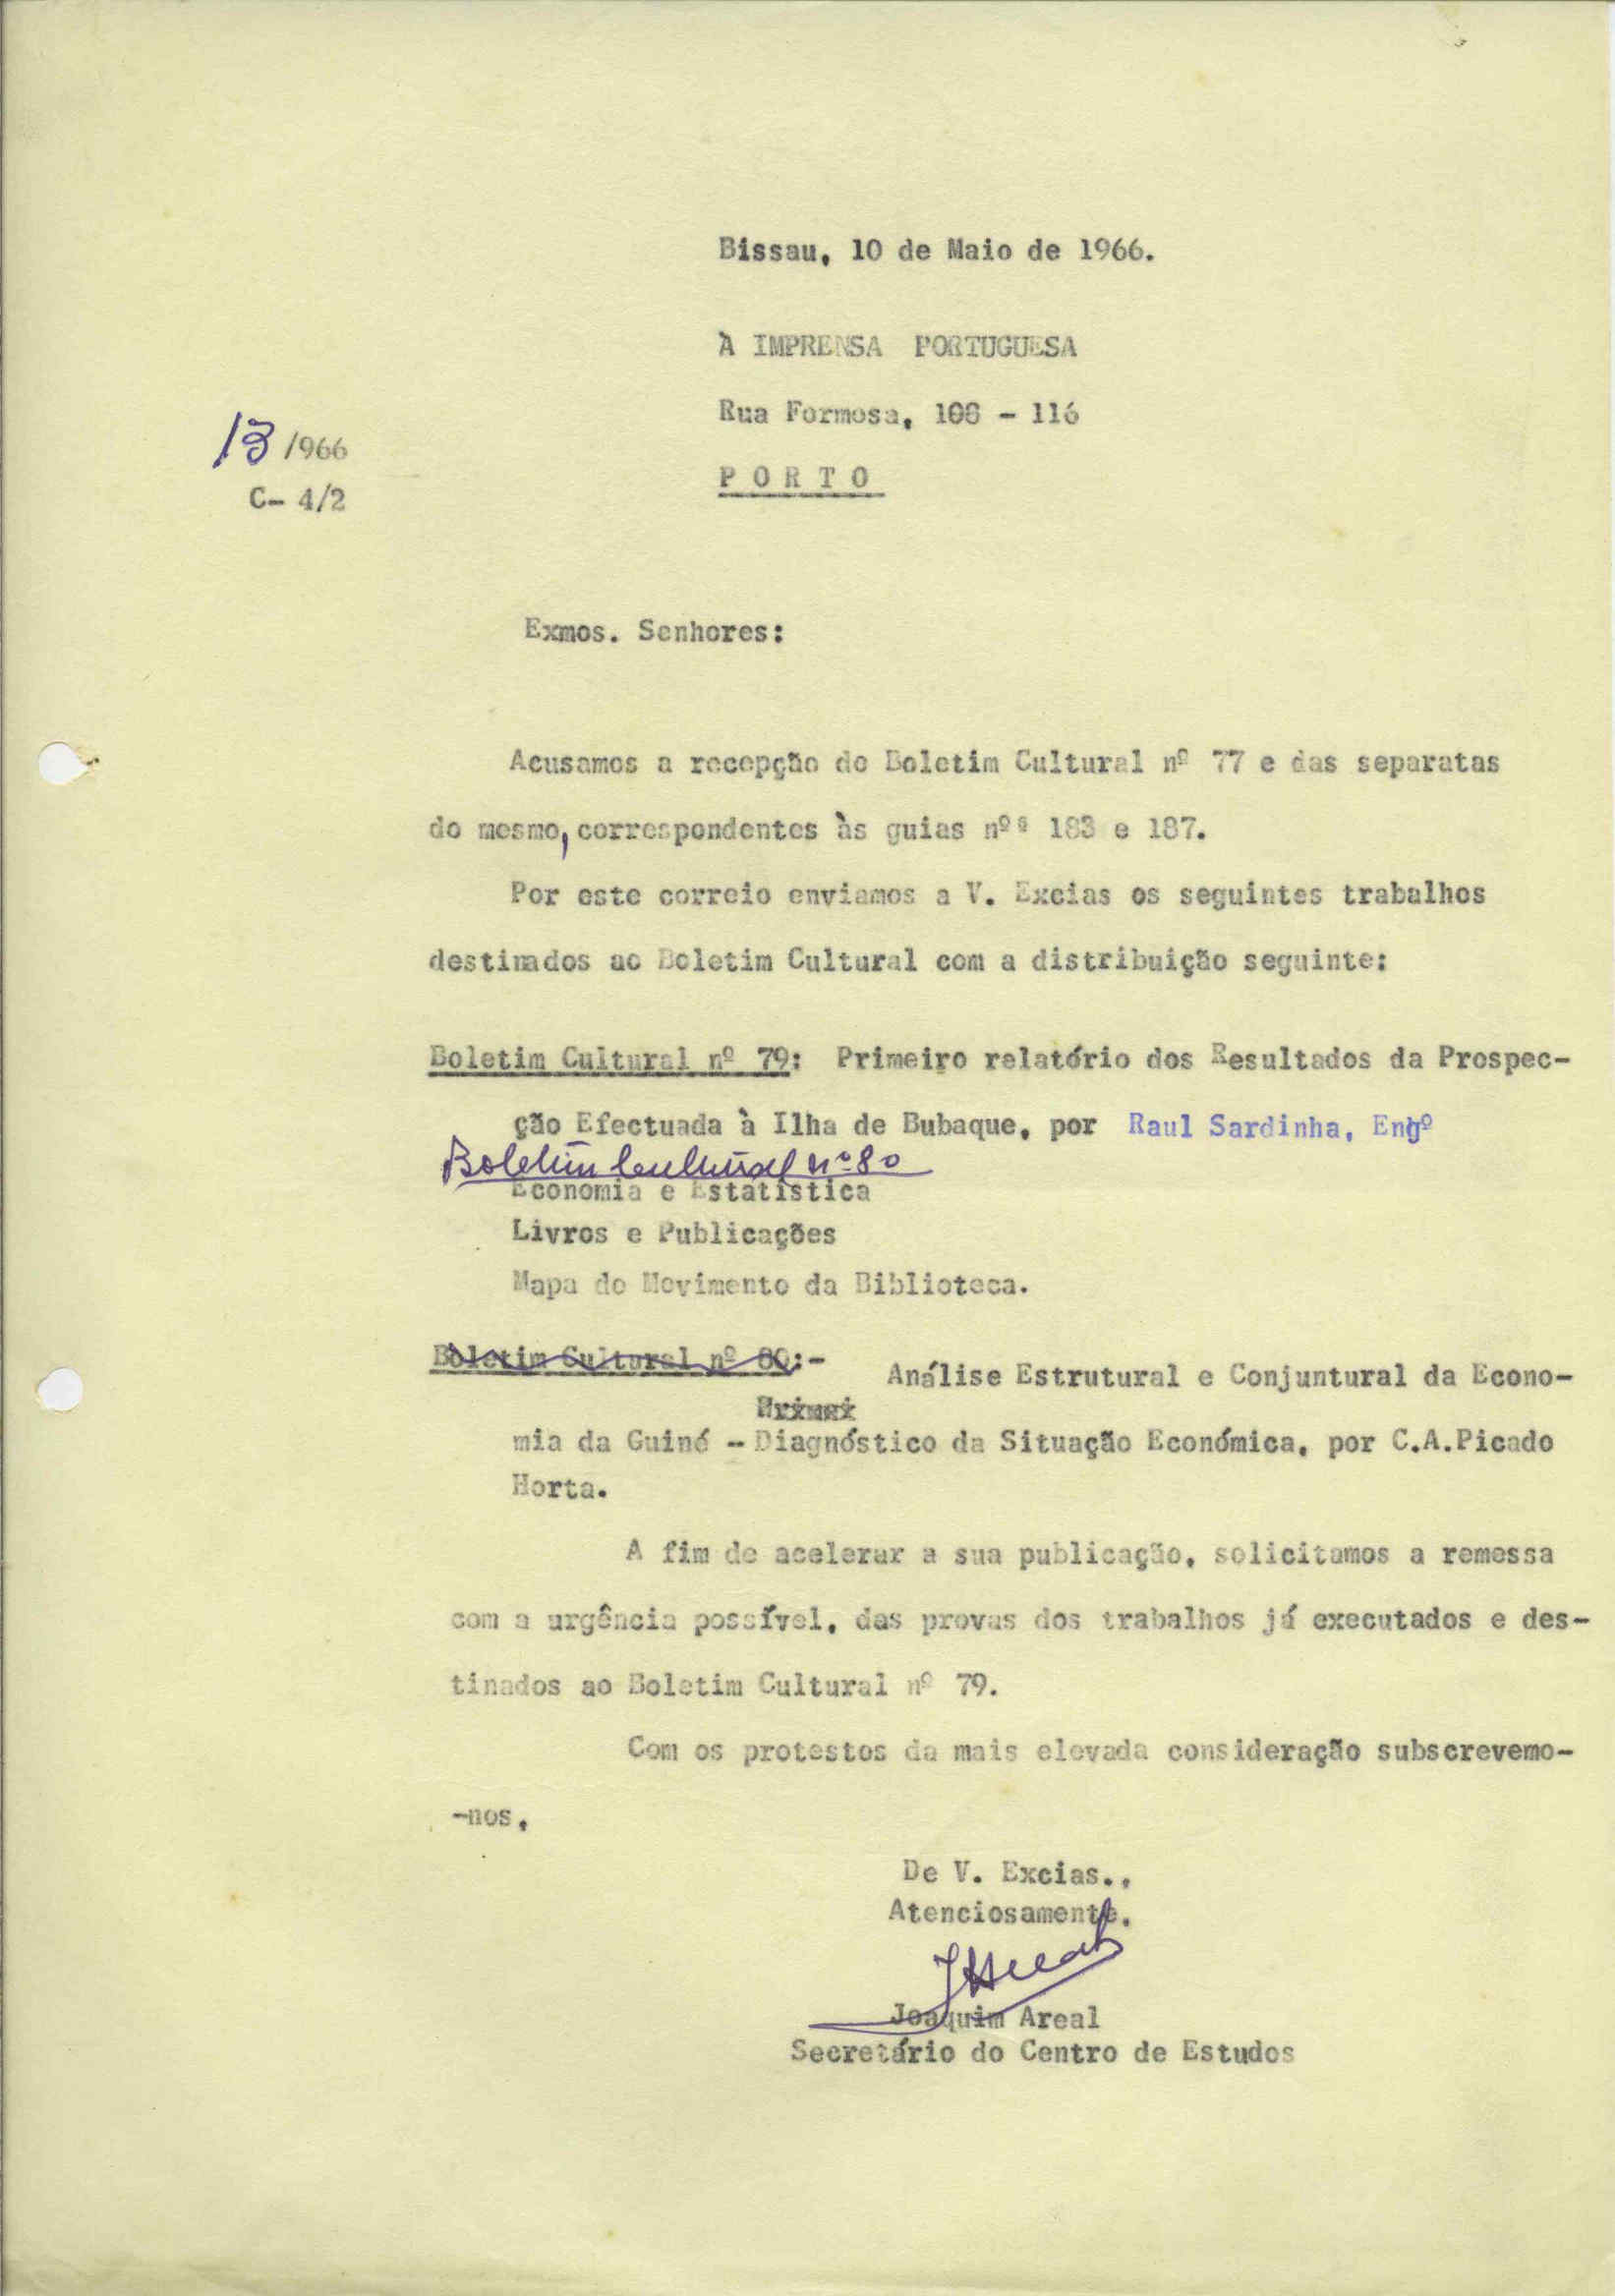 Bissau, 10 de Maio de 1966.
À IMPRENSA PORTUGUESA
Rua Formosa, 108 - 116
13 /966
PORTO
C- 4/2
Exmos. Senhores:
Acusamos a recepção do Boletim Cultural nº 77 e das separatas
do mesmo, correspondentes às guias nºs 183 e 187.
Por este correio enviamos a V. Excias os seguintes trabalhos
destinados ao Boletim Cultural com a distribuição seguinte:
Boletim Cultural nº 79: Primeiro relatório dos Resultados da Prospec-
ção Efectuada à Ilha de Bubaque, por Raul Sardinha, Engº
Boletim Cultural nº 80
Economia e Estatística
Livros e Publicações
Mapa do Movimento da Biblioteca.
Boletim Cultural nº 80:-
Análise Estrutural e Conjuntural da Econo-
mia da Guiné - Diagnóstico da Situação Económica, por C.A.Picado
Horta.
A fim de acelerar a sua publicação, solicitamos a remessa
com a urgência possível, das provas dos trabalhos já executados e des-
tinados ao Boletim Cultural nº 79.
Com os protestos da mais elevada consideração subscrevemo-
-nos,
De V. Excias.,
Atenciosamente,
Joaquim Areal
Secretário do Centro de Estudos